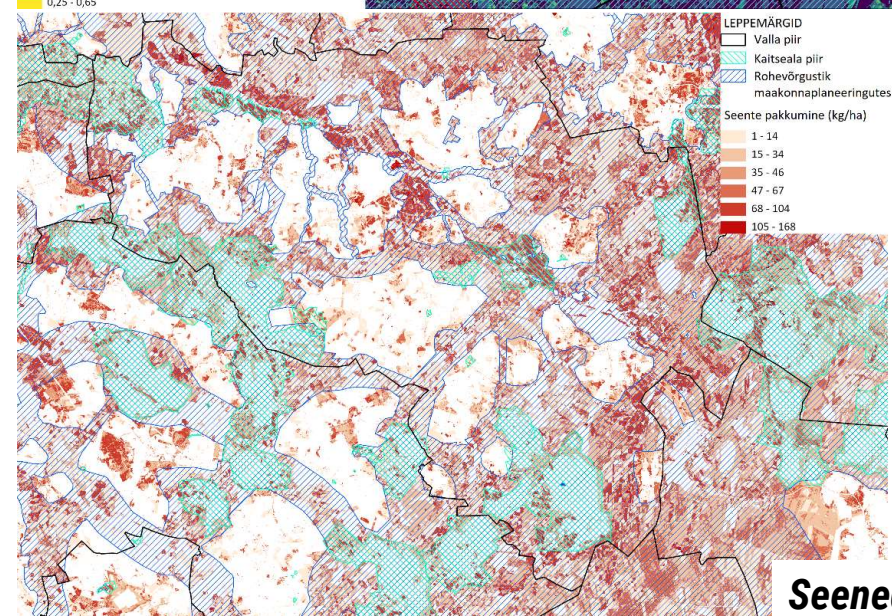 0,25 - 0,65
LEPPEMÄRGID
Valla piir
Kaitseala piir
Rohevõrgustik
maakonnaplaneeringutes
Seente pakkumine (kg/ha)
1 - 14
15 - 34
35 - 46
47 - 67
68 - 104
105 - 168
Seene